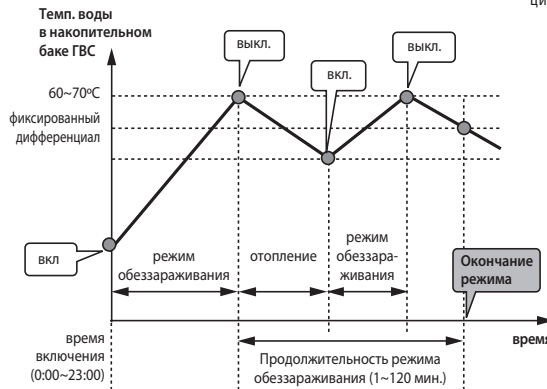 ци
Темп. воды
в накопительном
баке ГВС
выкл.
выкл.
вкл.
60~70ºC
фиксированный
дифференциал
вкл
режим
обеззараживания
отопление
режим
обеззара-
живания
Окончание
режима
время
время
включения
(0:00~23:00)
Продолжительность режима
обеззараживания (1~120 мин.)